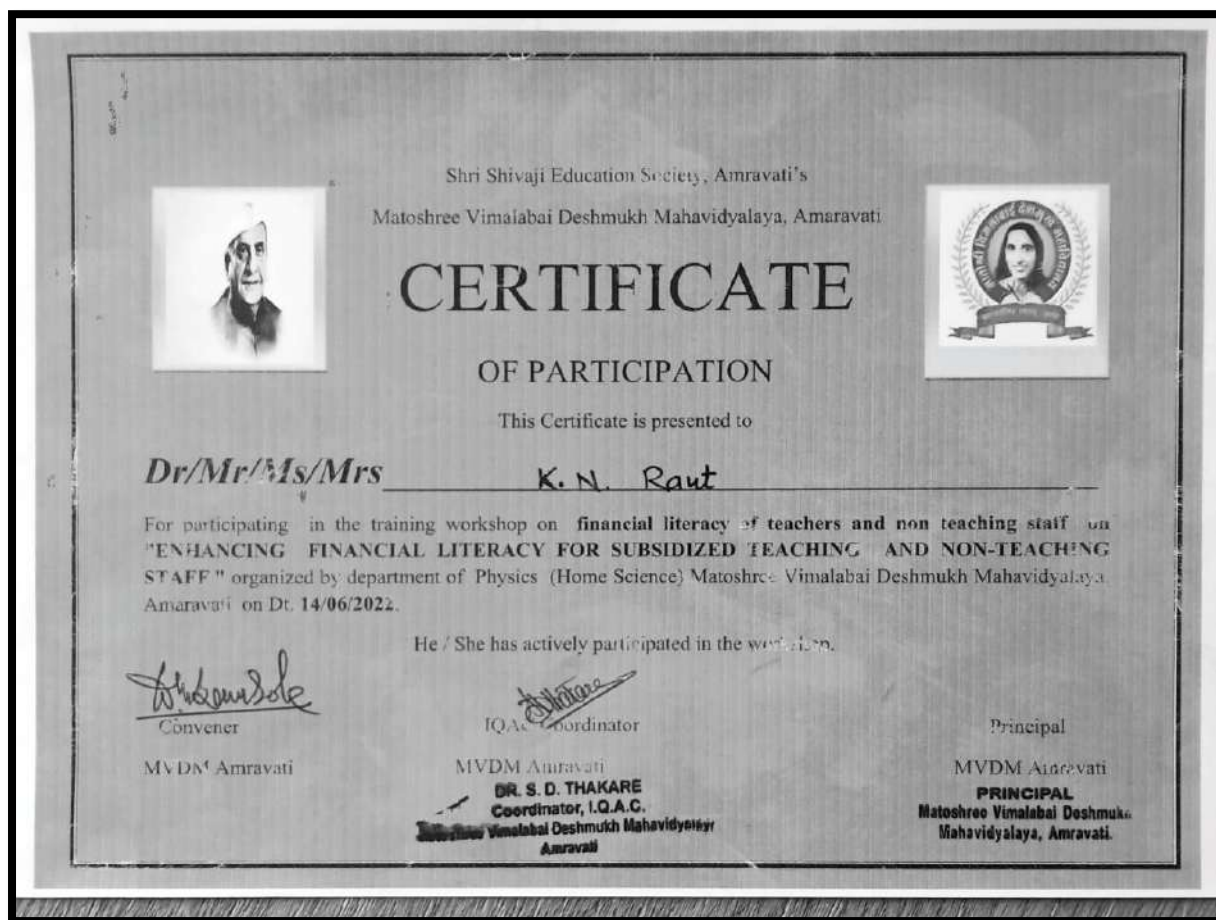 Shri Shivaji Education Society, Amravati's
Matoshree Vimalabai Deshmukh Mahavidyalaya, Amaravati
CERTIFICATE
OF PARTICIPATION
This Certificate is presented to
Dr/Mr/Ms/Mrs K. N. Raut
For participating in the training workshop on financial literacy of teachers and non teaching staff on
"ENHANCING FINANCIAL LITERACY FOR SUBSIDIZED TEACHING AND NON-TEACHING
STAFF" organized by department of Physics (Home Science) Matoshree Vimalabai Deshmukh Mahavidyalaya
Amaravati on Dt. 14/06/2022.
He / She has actively participated in the workshop.
Convener
IQAC Coordinator
Principal
MVDM Amravati
MVDM Amravati
MVDM Amravati
DR. S. D. THAKARE
Coordinator, I.Q.A.C.
Vimalabai Deshmukh Mahavidyalay
Amravati
PRINCIPAL
Matoshree Vimalabai Deshmukh
Mahavidyalaya, Amravati.